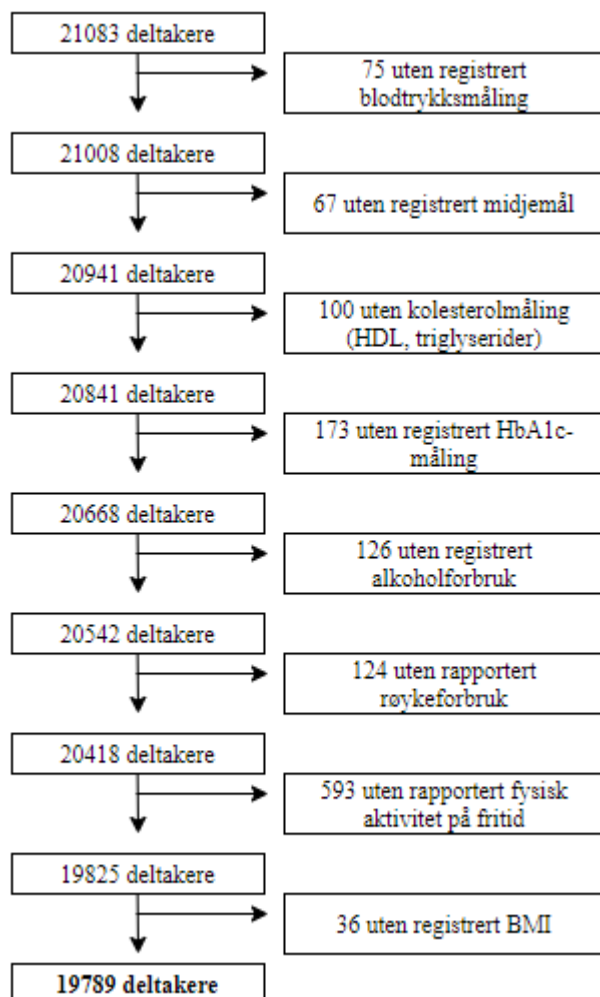 21083 deltakere
75 uten registrert
blodtrykksmåling
21008 deltakere
67 uten registrert midjemål
20941 deltakere
100 uten kolesterolmåling
(HDL, triglyserider)
20841 deltakere
173 uten registrert HbA1c-
måling
20668 deltakere
126 uten registrert
alkoholforbruk
20542 deltakere
124 uten rapportert
røykeforbruk
20418 deltakere
593 uten rapportert fysisk
aktivitet på fritid
19825 deltakere
36 uten registrert BMI
19789 deltakere